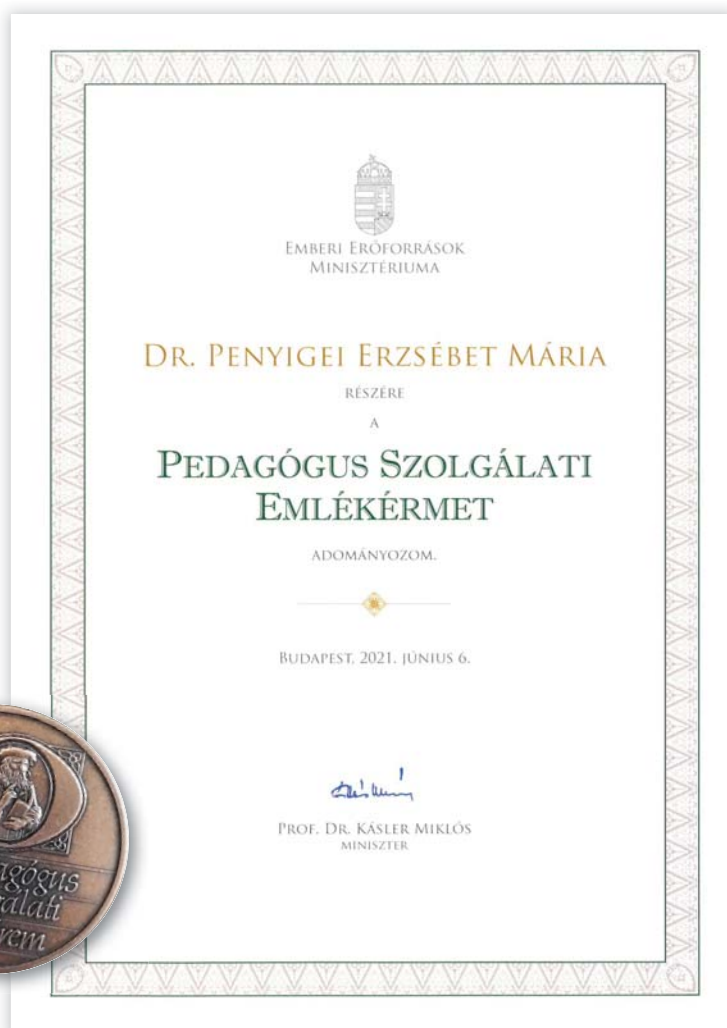 EMBERI ERŐFORRÁSOK
MINISZTÉRIUMA
DR. PENYIGEI ERZSÉBET MÁRIA
RÉSZÉRE
A
PEDAGÓGUS SZOLGÁLATI
EMLÉKÉRMET
ADOMÁNYOZOM.
BUDAPEST, 2021. JÚNIUS 6.
PROF. DR. KÁSLER MIKLÓS
MINISZTER